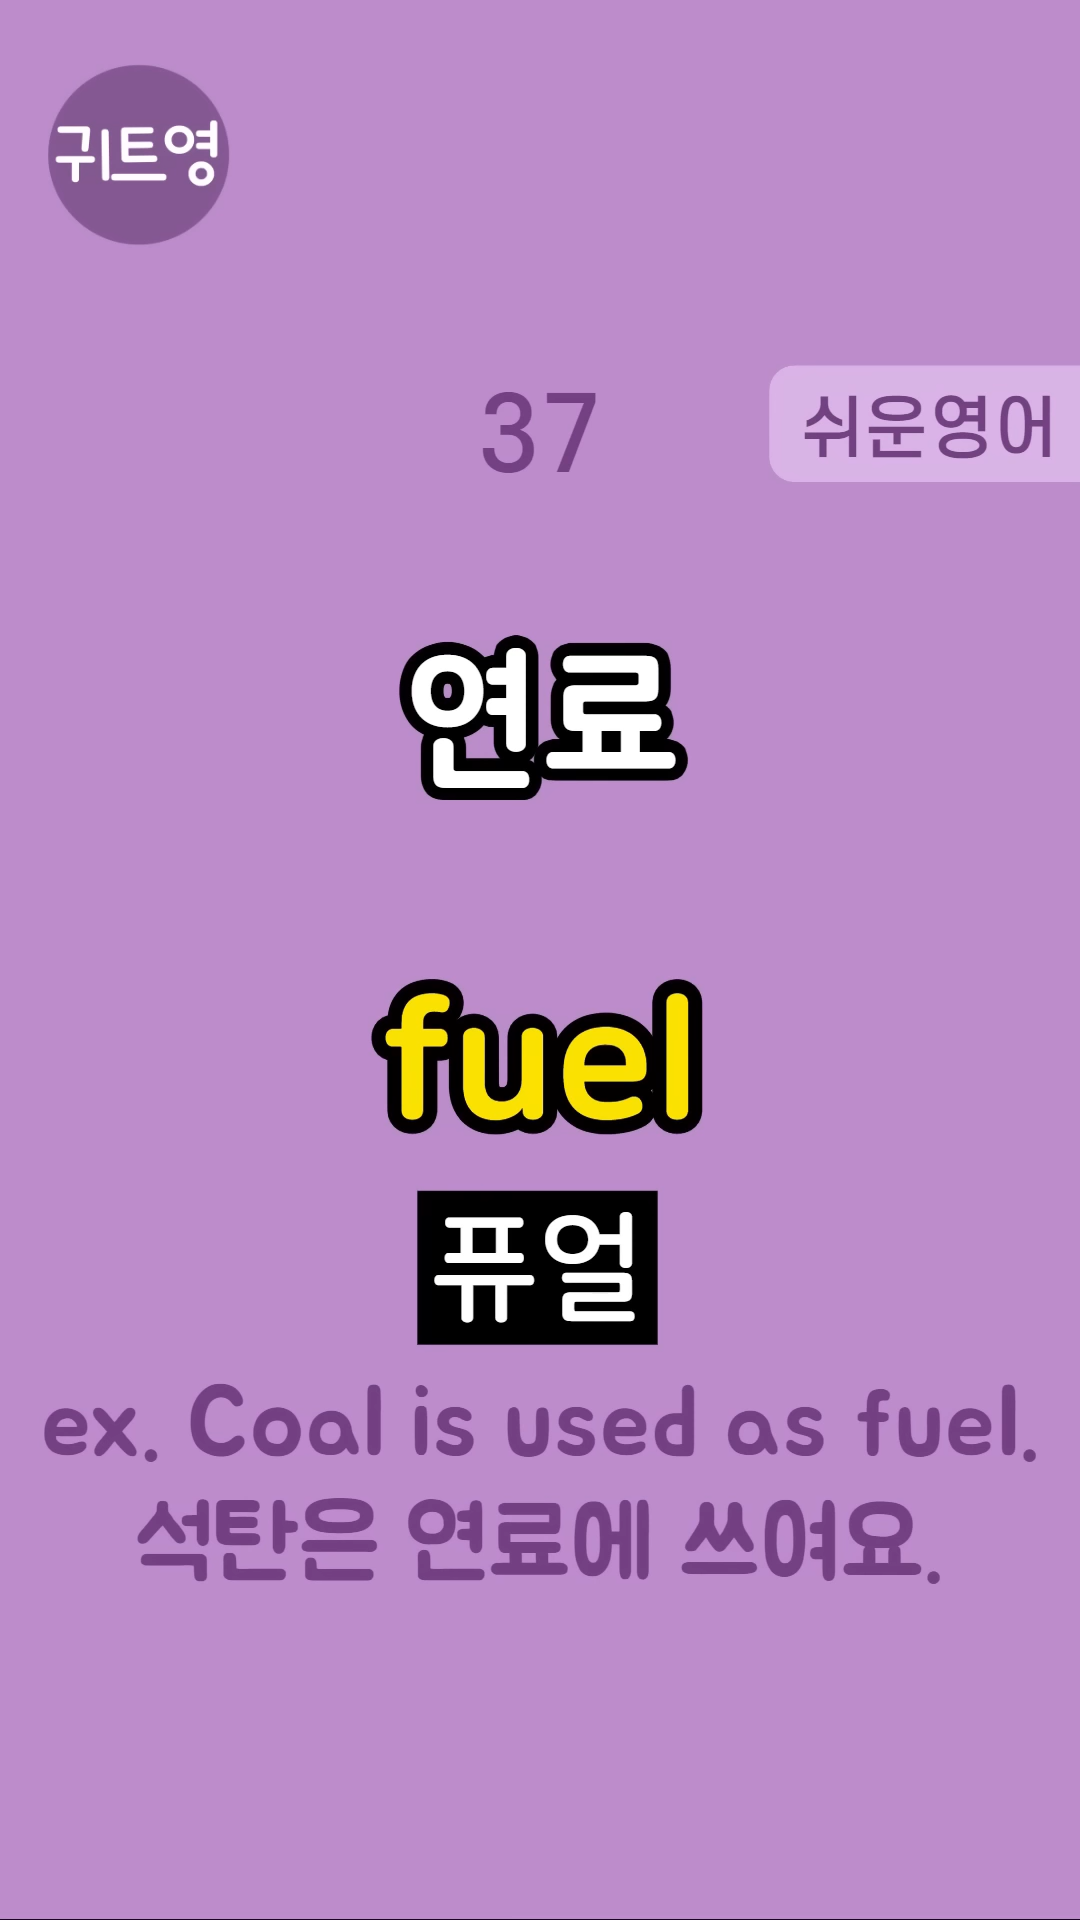 귀트영
37
쉬운영어
연료
fuel
퓨얼
ex. Coal is used as fuel.
석탄은 연료에 쓰여요.